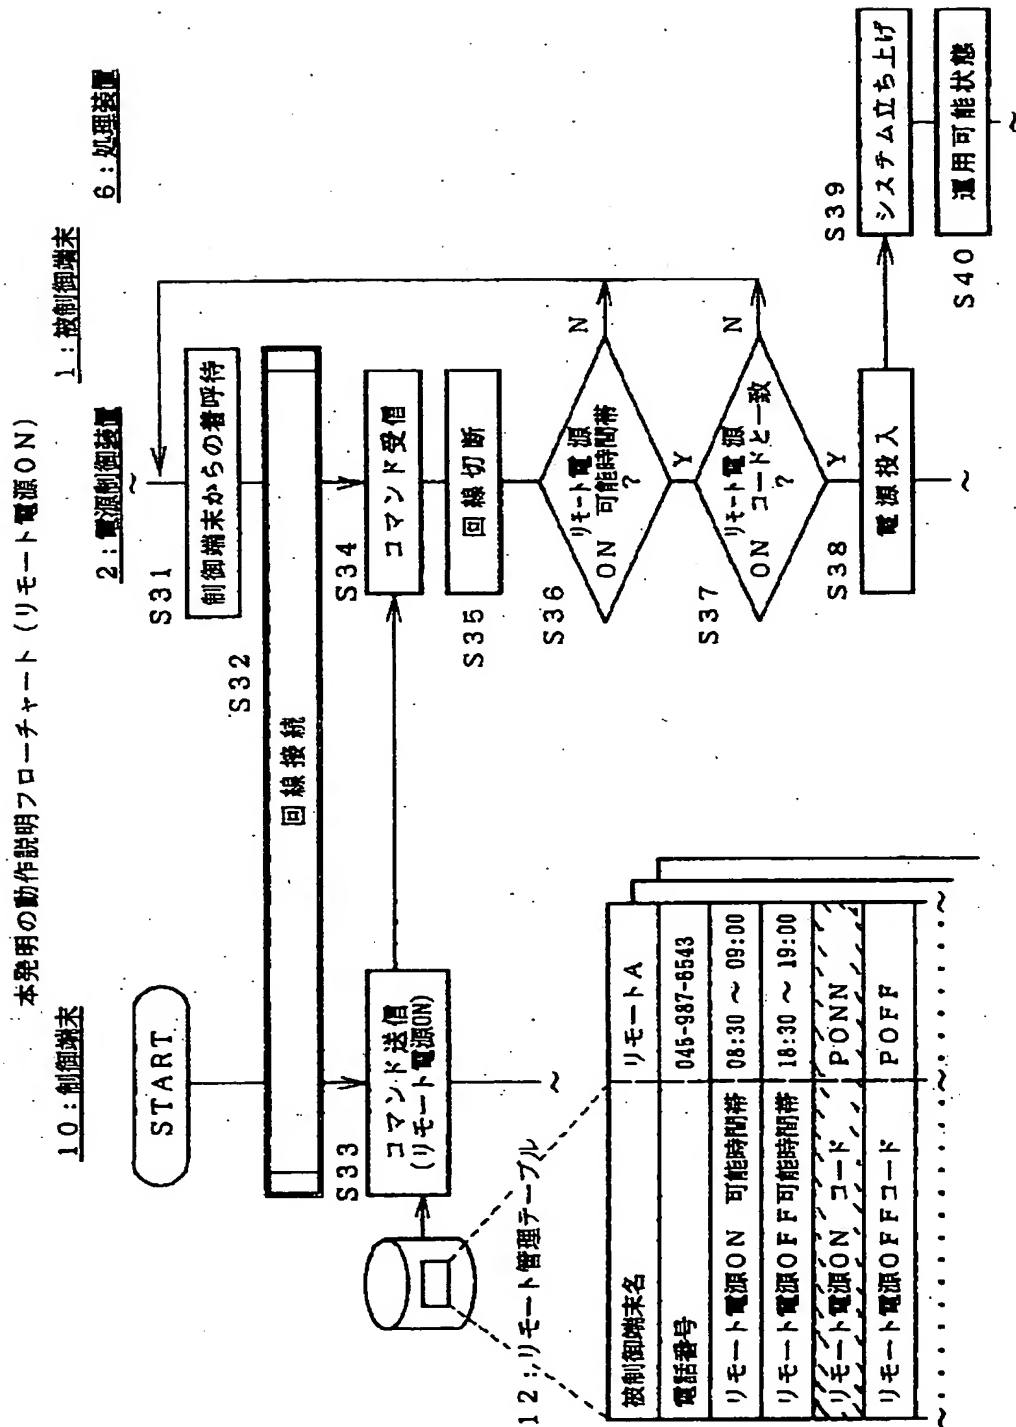 本発明の動作説明フローチャート (リモート電源ON)
10:制御端末
2:電源制御装置
1:被制御端末
6:処理装置
START
S31
制御端末からの着呼待
S32
回線接続
S33
コマンド送信
(リモート電源ON)
S34
コマンド受信
S35
回線切断
S36
リモート電源
ON 可能時間帯
?
N
Y
S37
リモート電源
ON コードと一致
?
N
Y
S38
電源投入
S39
システム立ち上げ
S40
運用可能状態
12:リモート管理テーブル
被制御端末名 リモートA
電話番号 045-987-6543
リモート電源ON 可能時間帯 08:30 ~ 09:00
リモート電源OFF可能時間帯 18:30 ~ 19:00
リモート電源ON コード PONN
リモート電源OFFコード POFF